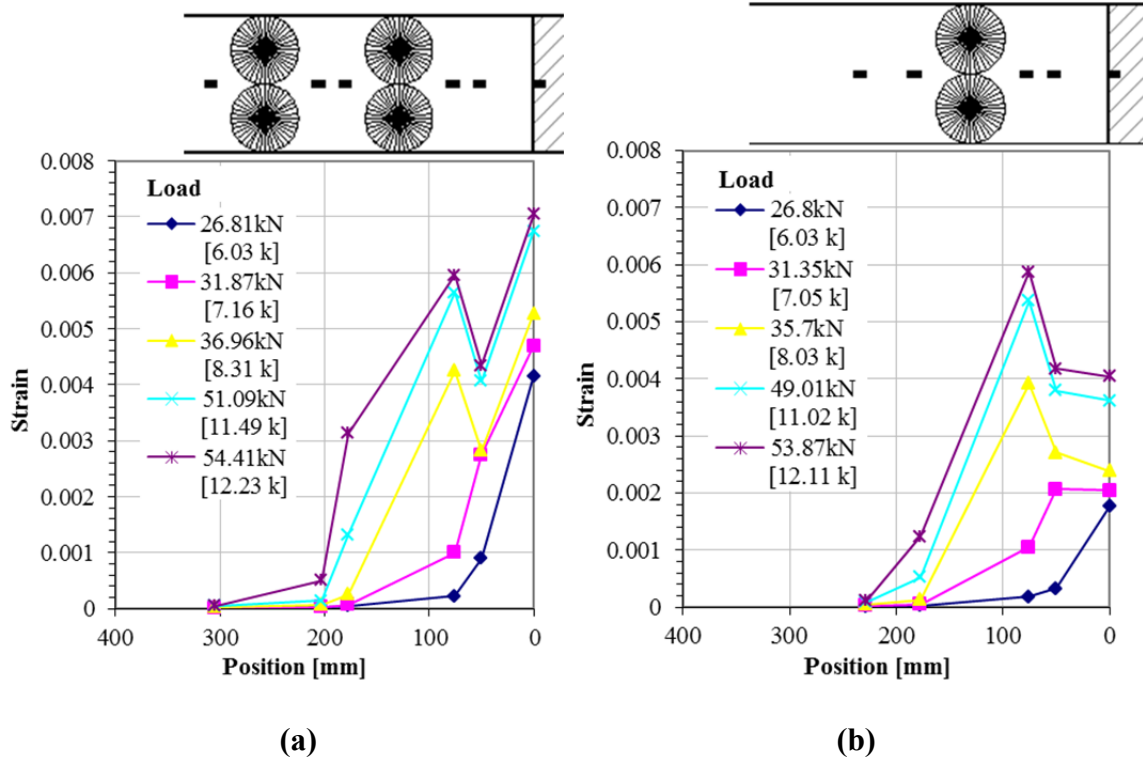 0.008
0.007
0.006
0.005
0.004
0.003
0.002
0.001
0
Strain
Load
26.81kN
[6.03 k]
31.87kN
[7.16 k]
36.96kN
[8.31 k]
51.09kN
[11.49 k]
54.41kN
[12.23 k]
400 300 200 100 0
Position [mm]
(a)
0.008
0.007
0.006
0.005
0.004
0.003
0.002
0.001
0
Strain
Load
26.8kN
[6.03 k]
31.35kN
[7.05 k]
35.7kN
[8.03 k]
49.01kN
[11.02 k]
53.87kN
[12.11 k]
400 300 200 100 0
Position [mm]
(b)